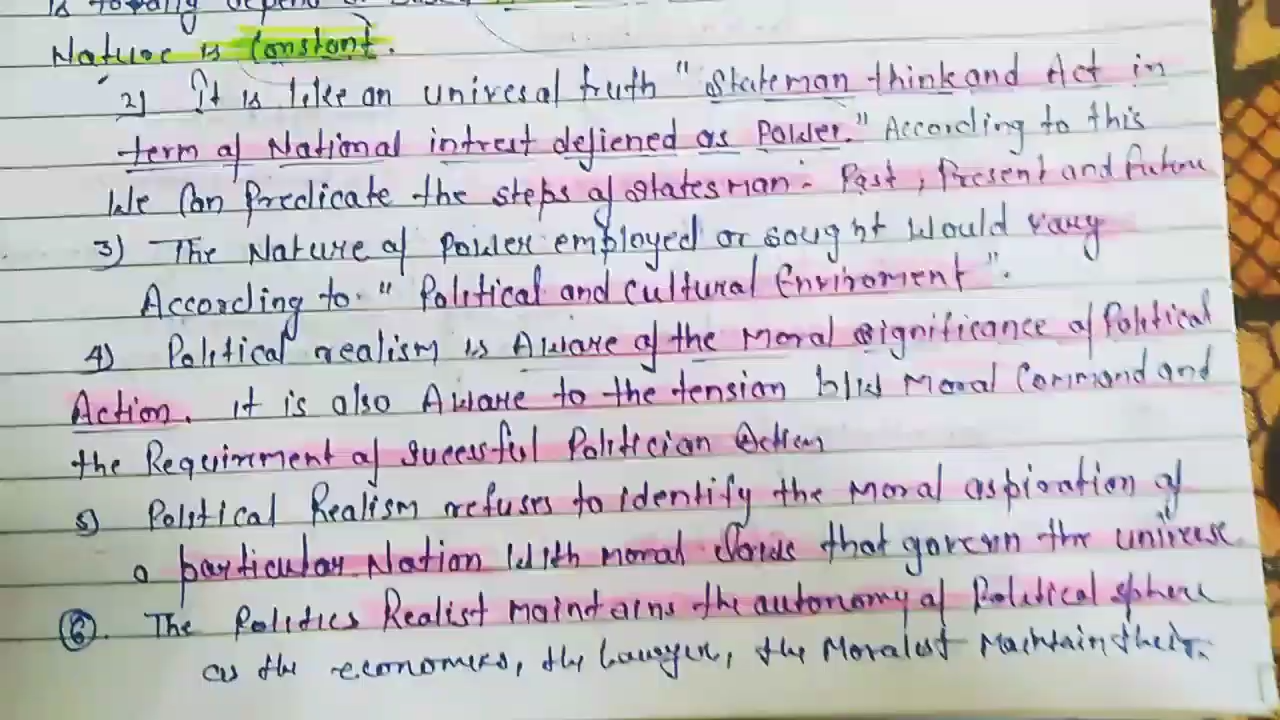 is totally depend or based
Nature is Constant.
2) It is like an univesal truth "Stateman think and Act in
term of National intrest defiened as Power." According to this
We Can Predicate the steps of statesman - Past, Present and Future
3) The Nature of Power employed or sought Would vary
According to "Political and cultural Enviroment".
4) Political realism is Aware of the Moral significance of Political
Action. it is also Aware to the tension b/w Moral Command and
the Requirment of Sucessful Politician Action
5) Political Realism refuses to identify the Moral aspiration of
a particular Nation With moral that govern the universe
6. The Politics Realist maintains the autonomy of Political sphere
as the economics, the Lawyer, the Moralist Maintain their.